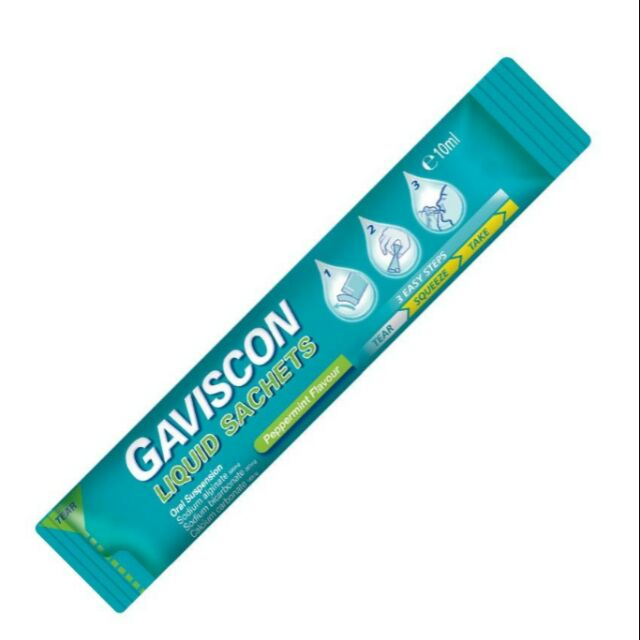 GAVISCON
LIQUID SACHETS
Peppermint Flavour
Oral Suspension
Sodium alginate
Sodium bicarbonate
Calcium carbonate
TEAR
1
2
3
3 EASY STEPS
TEAR SQUEEZE TAKE
℮10ml